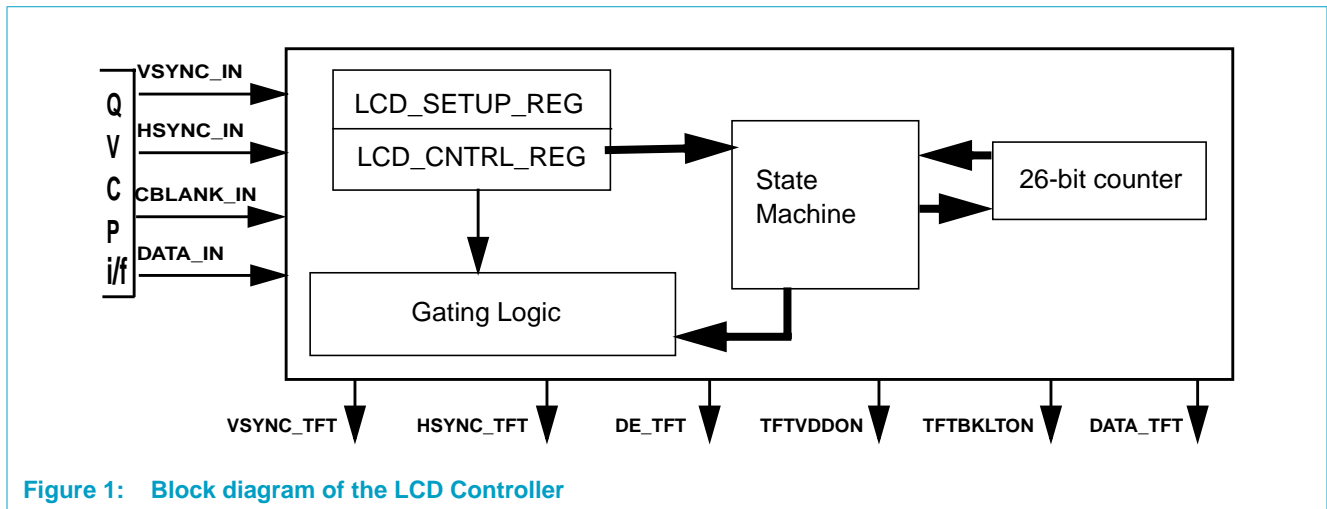 VSYNC_IN
HSYNC_IN
CBLANK_IN
DATA_IN
Q
V
C
P
i/f
LCD_SETUP_REG
LCD_CNTRL_REG
State
Machine
26-bit counter
Gating Logic
VSYNC_TFT
HSYNC_TFT
DE_TFT
TFTVDDON
TFTBKLTON
DATA_TFT
Figure 1: Block diagram of the LCD Controller